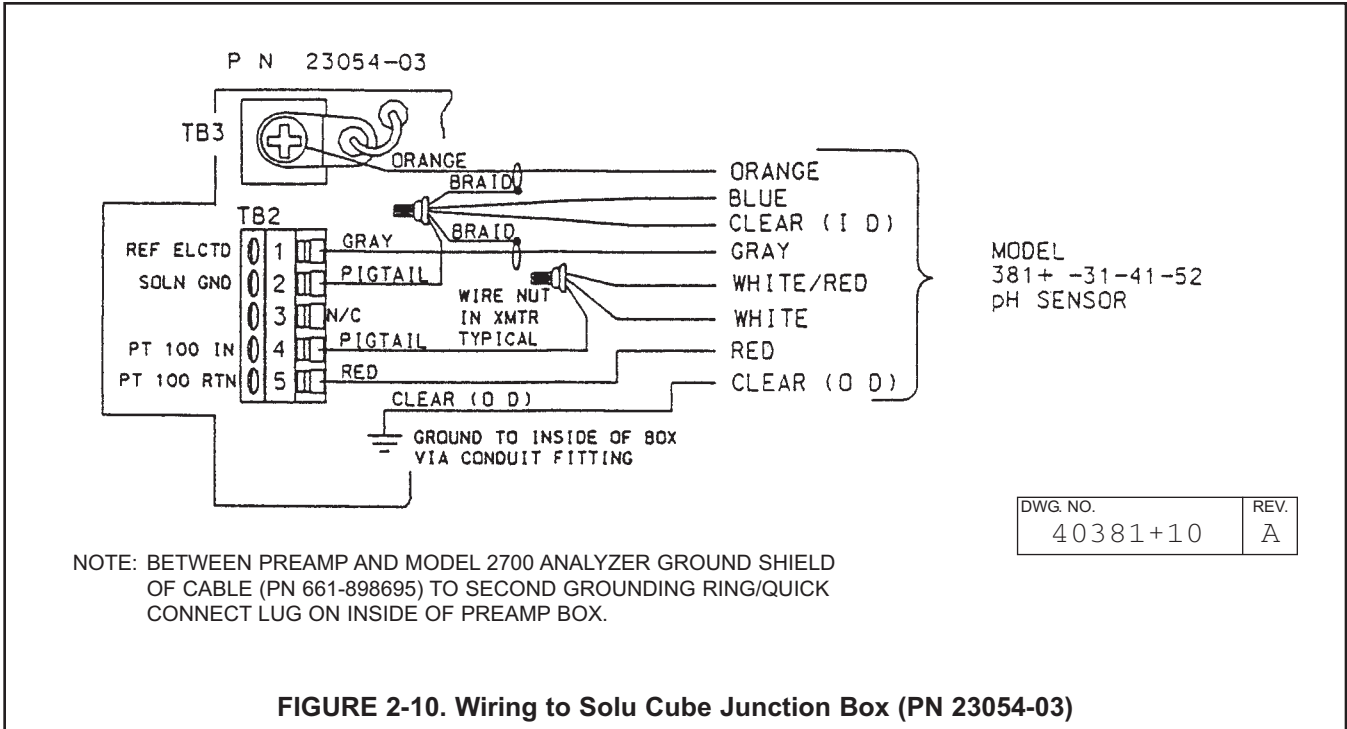 P N 23054-03
TB3
ORANGE
BRAID
TB2
BRAID
REF ELCTD 1 GRAY
SOLN GND 2 PIGTAIL
3 N/C
PT 100 IN 4 PIGTAIL
PT 100 RTN 5 RED
WIRE NUT
IN XMTR
TYPICAL
CLEAR (O D)
GROUND TO INSIDE OF BOX
VIA CONDUIT FITTING
ORANGE
BLUE
CLEAR (I D)
GRAY
WHITE/RED
WHITE
RED
CLEAR (O D)
MODEL
381+ -31-41-52
pH SENSOR
DWG. NO. REV.
40381+10 A
NOTE: BETWEEN PREAMP AND MODEL 2700 ANALYZER GROUND SHIELD
OF CABLE (PN 661-898695) TO SECOND GROUNDING RING/QUICK
CONNECT LUG ON INSIDE OF PREAMP BOX.
FIGURE 2-10. Wiring to Solu Cube Junction Box (PN 23054-03)